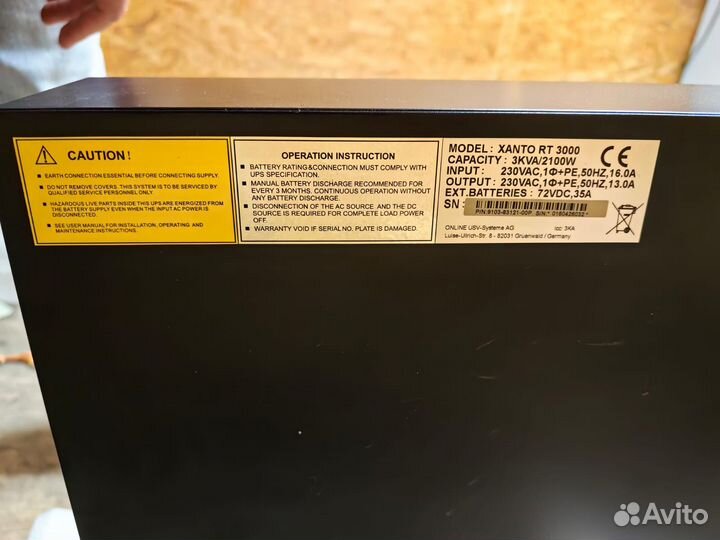 CAUTION !
EARTH CONNECTION ESSENTIAL BEFORE CONNECTING SUPPLY.
DO NOT REMOVE COVERS. THIS SYSTEM IS TO BE SERVICED BY
QUALIFIED SERVICE PERSONNEL ONLY.
HAZARDOUS LIVE PARTS INSIDE THIS UPS ARE ENERGIZED FROM
THE BATTERY SUPPLY EVEN WHEN THE INPUT AC POWER IS
DISCONNECTED.
SEE USER MANUAL FOR INSTALLATION, OPERATING AND
MAINTENANCE INSTRUCTIONS.
OPERATION INSTRUCTION
BATTERY RATING&CONNECTION MUST COMPLY WITH
UPS SPECIFICATION.
MANUAL BATTERY DISCHARGE RECOMMENDED FOR
EVERY 3 MONTHS. CONTINUOUS OPERATION WITHOUT
ANY BATTERY DISCHARGE.
DISCONNECTION OF THE AC SOURCE AND THE DC
SOURCE IS REQUIRED FOR COMPLETE LOAD POWER
OFF.
WARRANTY VOID IF SERIAL NO. PLATE IS DAMAGED.
MODEL: XANTO RT 3000
CAPACITY : 3KVA/2100W
INPUT: 230VAC,1Φ+PE,50HZ,16.0A
OUTPUT : 230VAC,1Φ+PE,50HZ,13.0A
EXT.BATTERIES : 72VDC,35A
SN :
P/N:9103-83121-00P S/N:* 0160426032 *
ONLINE USV-Systeme AG icc 3KA
Luise-Ullrich-Str. 8 - 82031 Gruenwald / Germany
CE
Avito